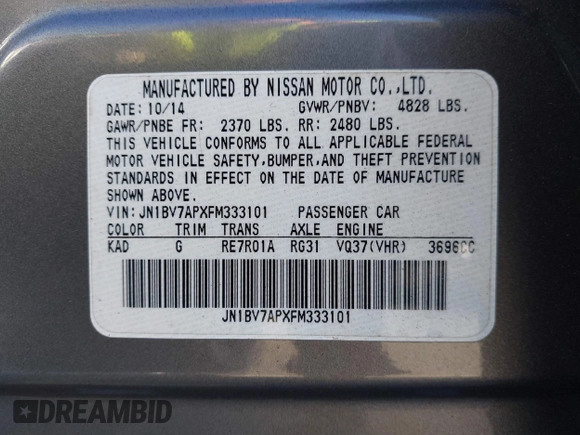 MANUFACTURED BY NISSAN MOTOR CO.,LTD.
DATE: 10/14 GVWR/PNBV: 4828 LBS.
GAWR/PNBE FR: 2370 LBS. RR: 2480 LBS.
THIS VEHICLE CONFORMS TO ALL APPLICABLE FEDERAL
MOTOR VEHICLE SAFETY,BUMPER,AND THEFT PREVENTION
STANDARDS IN EFFECT ON THE DATE OF MANUFACTURE
SHOWN ABOVE.
VIN: JN1BV7APXFM333101 PASSENGER CAR
COLOR TRIM TRANS AXLE ENGINE
KAD G RE7R01A RG31 VQ37(VHR) 3696CC
JN1BV7APXFM333101
DREAMBID